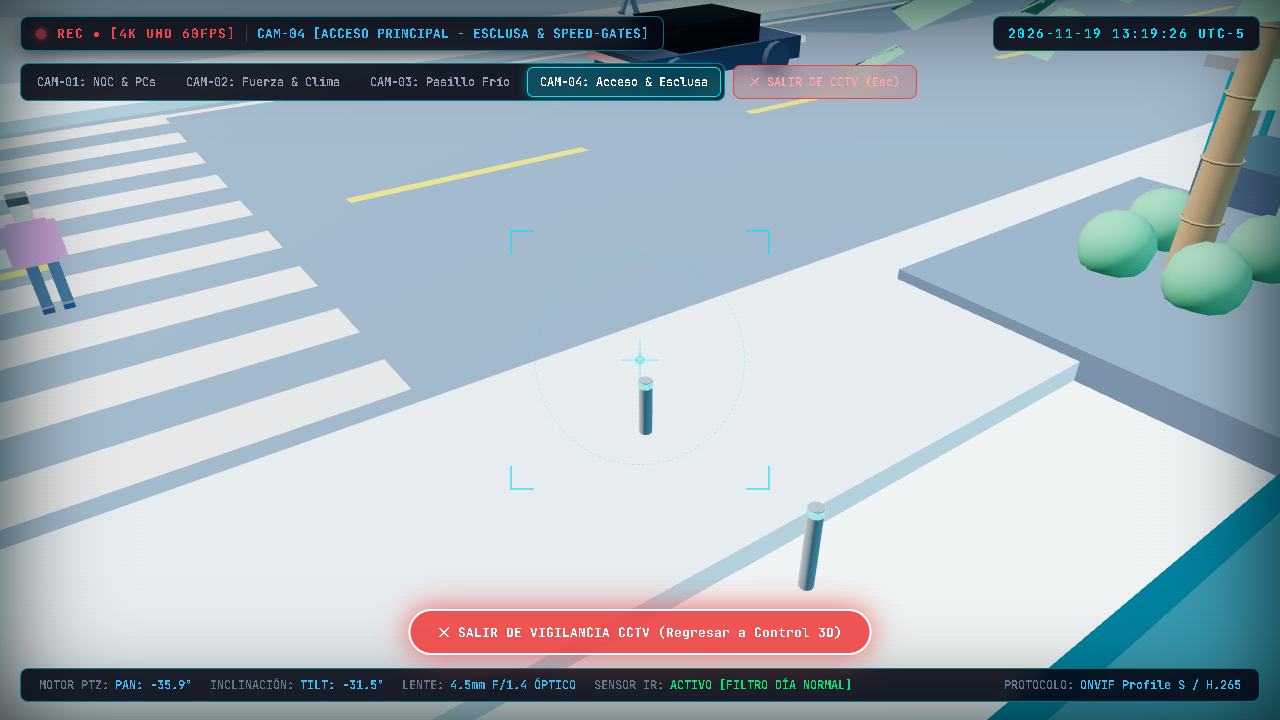 REC ● [4K UHD 60FPS] CAM-04 [ACCESO PRINCIPAL - ESCLUSA & SPEED-GATES]
2026-11-19 13:19:26 UTC-5
CAM-01: NOC & PCs CAM-02: Fuerza & Clima CAM-03: Pasillo Frío CAM-04: Acceso & Esclusa ✕ SALIR DE CCTV (Esc)
✕ SALIR DE VIGILANCIA CCTV (Regresar a Control 3D)
MOTOR PTZ: PAN: -35.9° INCLINACIÓN: TILT: -31.5° LENTE: 4.5mm F/1.4 ÓPTICO SENSOR IR: ACTIVO [FILTRO DÍA NORMAL] PROTOCOLO: ONVIF Profile S / H.265